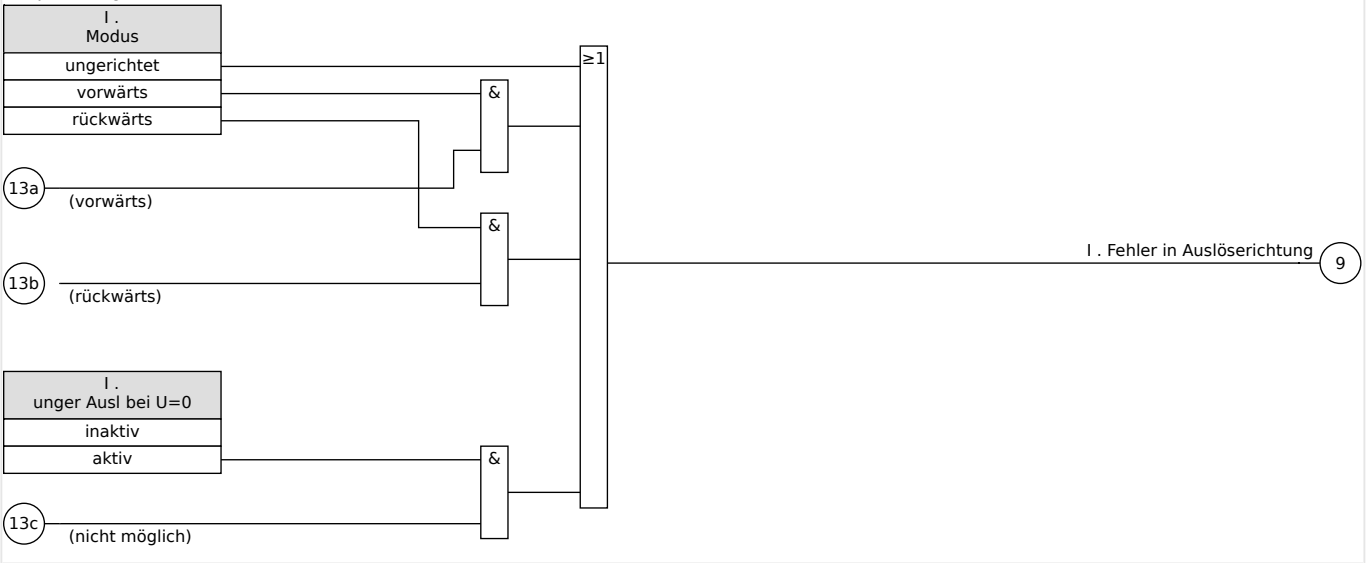 I .
Modus
ungerichtet
vorwärts
rückwärts
≥1
&
13a
(vorwärts)
&
13b
(rückwärts)
I . Fehler in Auslöserichtung
9
I .
unger Ausl bei U=0
inaktiv
aktiv
&
13c
(nicht möglich)